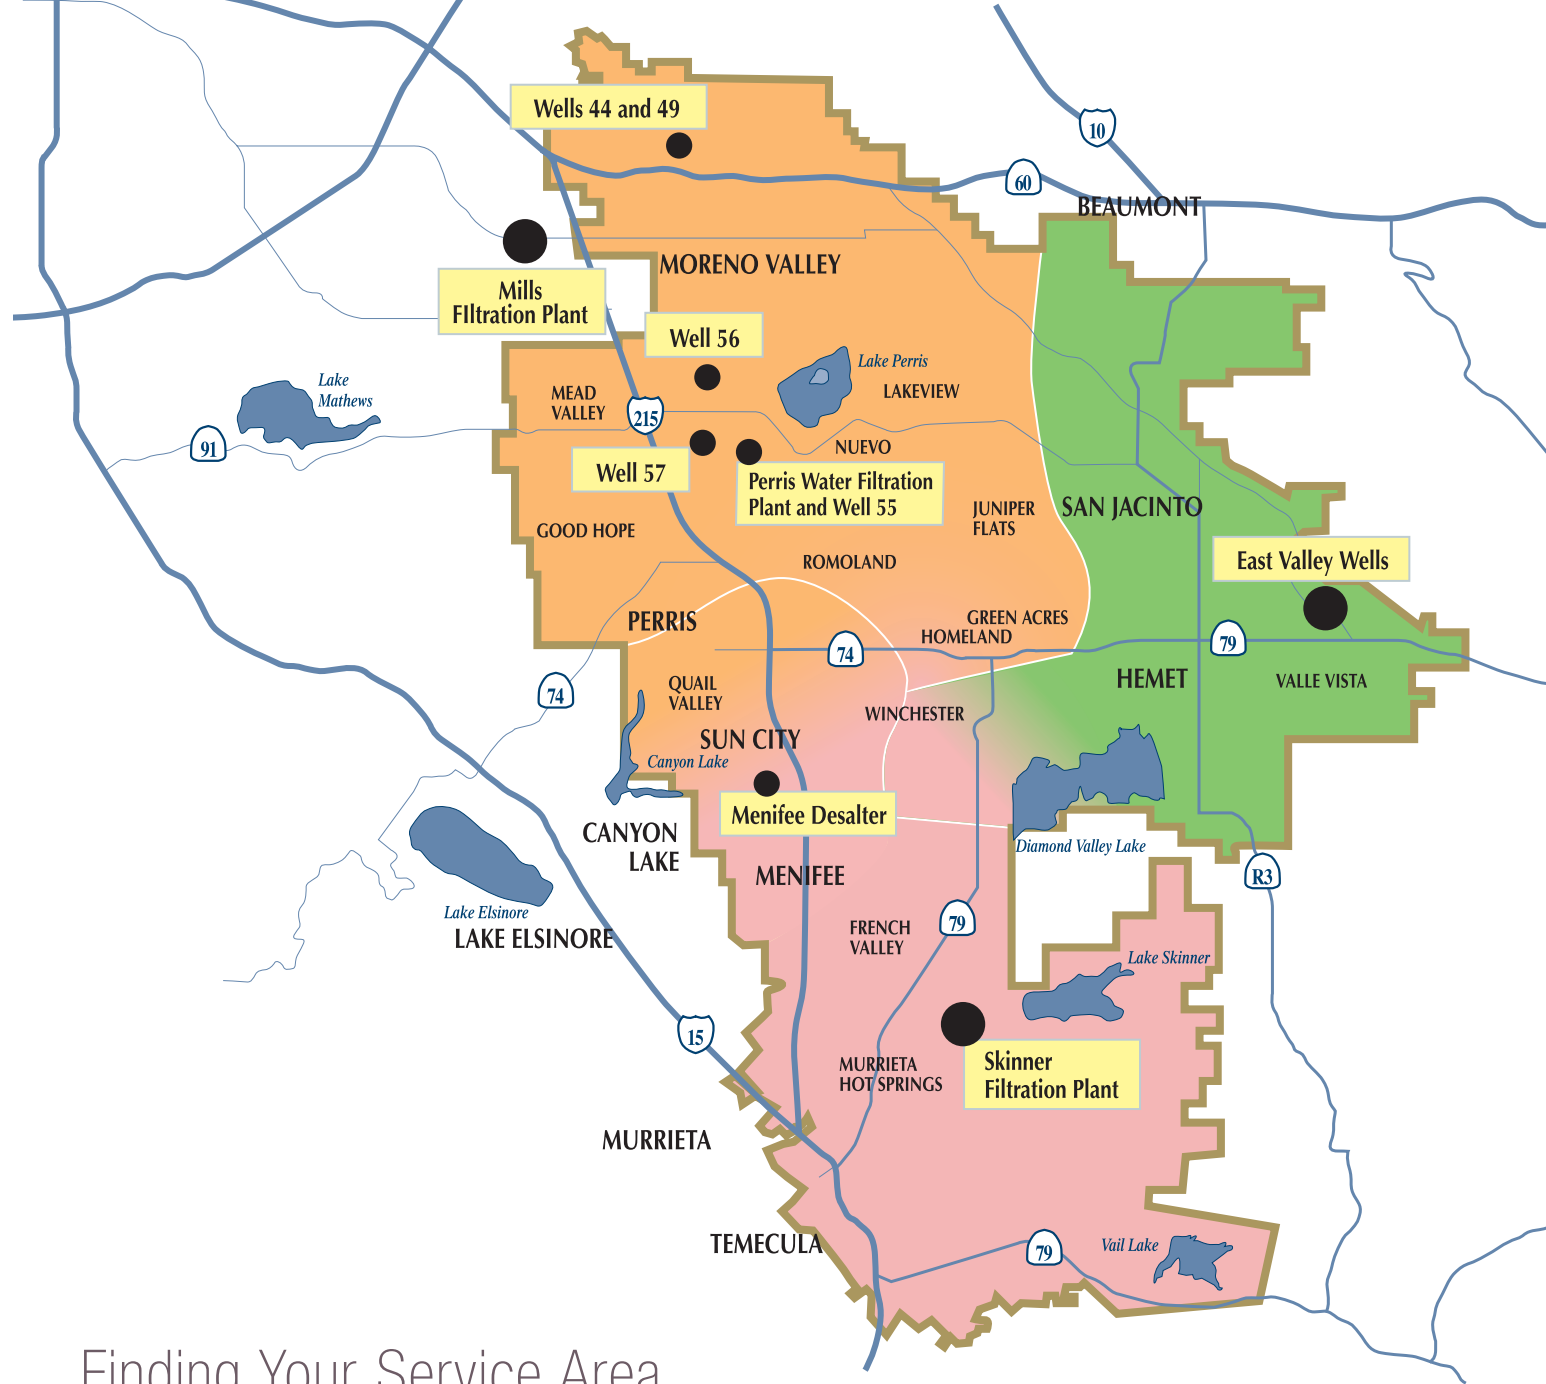 Wells 44 and 49
10
60
BEAUMONT
MORENO VALLEY
Mills
FIltration Plant
Well 56
Lake Perris
LAKEVIEW
Lake
Mathews
MEAD
VALLEY
215
91
NUEVO
Well 57
Perris Water Filtration
Plant and Well 55
JUNIPER
FLATS
SAN JACINTO
GOOD HOPE
ROMOLAND
East Valley Wells
PERRIS
GREEN ACRES
HOMELAND
74
79
HEMET
VALLE VISTA
74
QUAIL
VALLEY
WINCHESTER
SUN CITY
Canyon Lake
Menifee Desalter
CANYON
LAKE
Diamond Valley Lake
MENIFEE
R3
Lake Elsinore
LAKE ELSINORE
79
FRENCH
VALLEY
Lake Skinner
15
Skinner
Filtration Plant
MURRIETA
HOT SPRINGS
MURRIETA
TEMECULA
79
Vail Lake
Finding Your Service Area